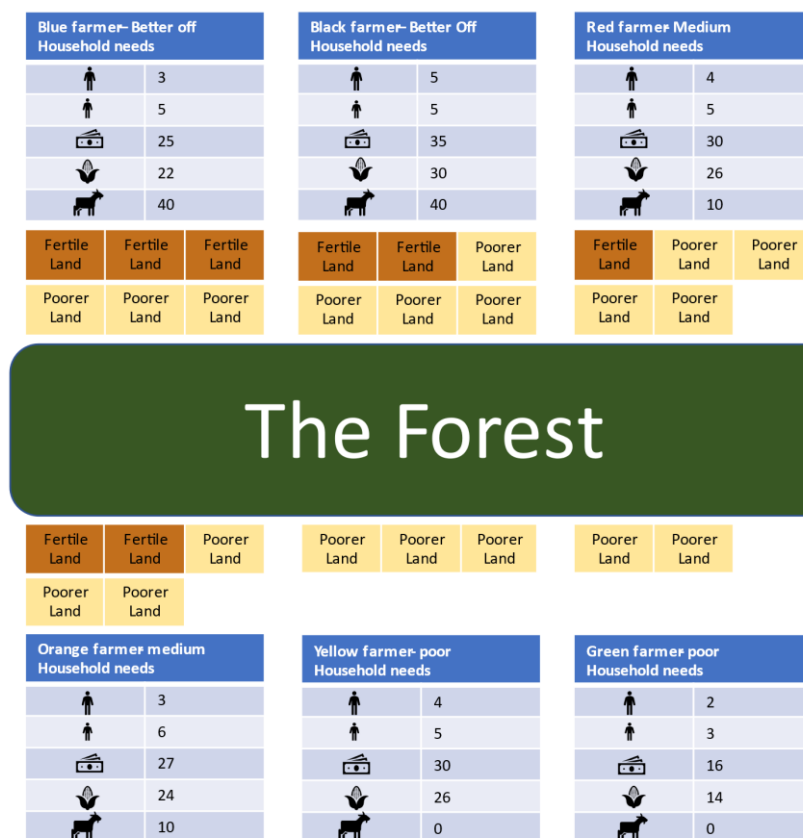 Blue farmer– Better off
Household needs
3
5
25
22
40
Black farmer– Better Off
Household needs
5
5
35
30
40
Red farmer- Medium
Household needs
4
5
30
26
10
Fertile Land
Fertile Land
Fertile Land
Poorer Land
Poorer Land
Poorer Land
Fertile Land
Fertile Land
Poorer Land
Poorer Land
Poorer Land
Poorer Land
Fertile Land
Poorer Land
Poorer Land
Poorer Land
Poorer Land
The Forest
Fertile Land
Fertile Land
Poorer Land
Poorer Land
Poorer Land
Poorer Land
Poorer Land
Poorer Land
Poorer Land
Poorer Land
Orange farmer- medium
Household needs
3
6
27
24
10
Yellow farmer- poor
Household needs
4
5
30
26
0
Green farmer- poor
Household needs
2
3
16
14
0